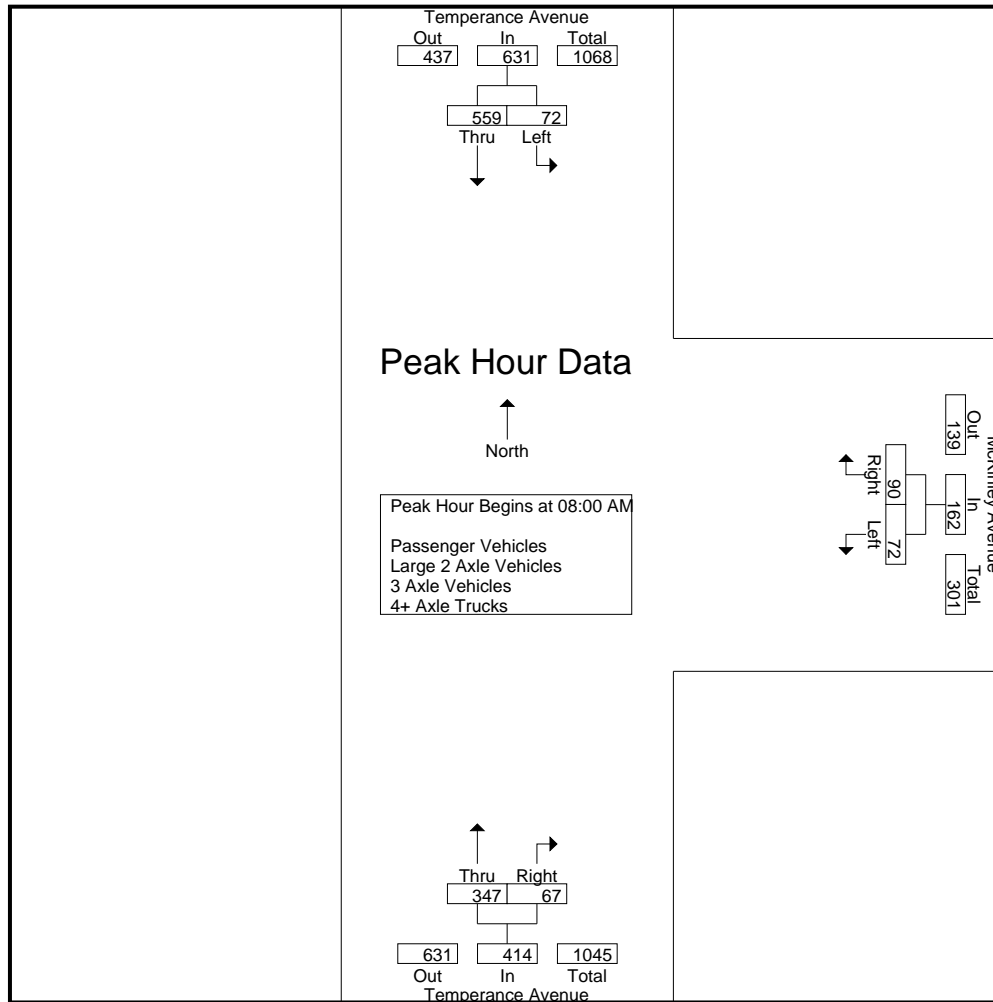 Temperance Avenue
Out In Total
437 631 1068
559 72
Thru Left
Peak Hour Data
North
Peak Hour Begins at 08:00 AM
Passenger Vehicles
Large 2 Axle Vehicles
3 Axle Vehicles
4+ Axle Trucks
McKinley Avenue
Out In Total
139 162 301
90 72
Right Left
Thru Right
347 67
631 414 1045
Out In Total
Temperance Avenue